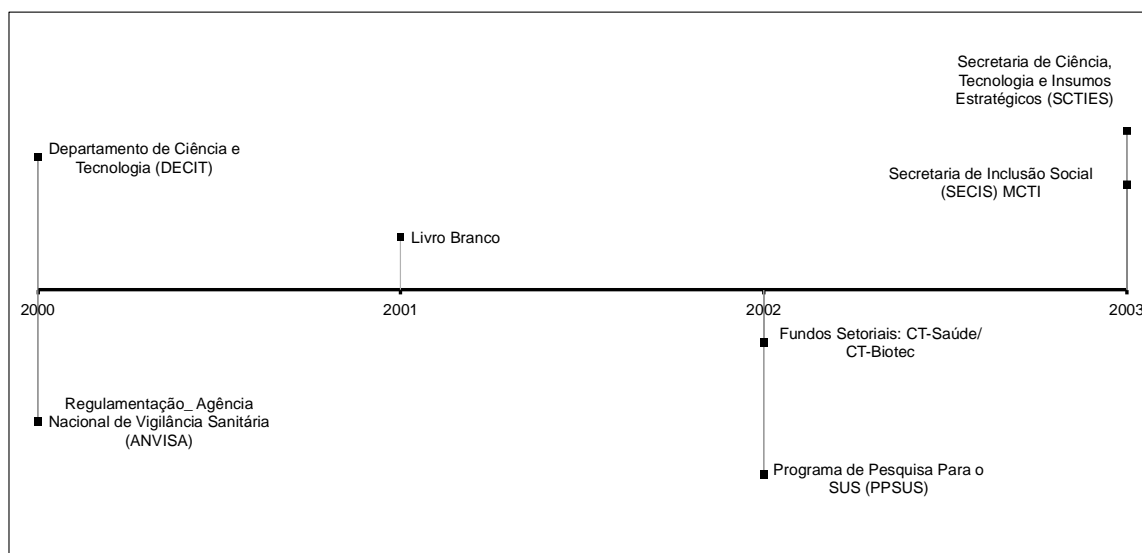 Secretaria de Ciência,
Tecnologia e Insumos
Estratégicos (SCTIES)
Departamento de Ciência e
Tecnologia (DECIT)
Secretaria de Inclusão Social
(SECIS) MCTI
Livro Branco
2000
2001
2002
2003
Fundos Setoriais: CT-Saúde/
CT-Biotec
Regulamentação_ Agência
Nacional de Vigilância Sanitária
(ANVISA)
Programa de Pesquisa Para o
SUS (PPSUS)